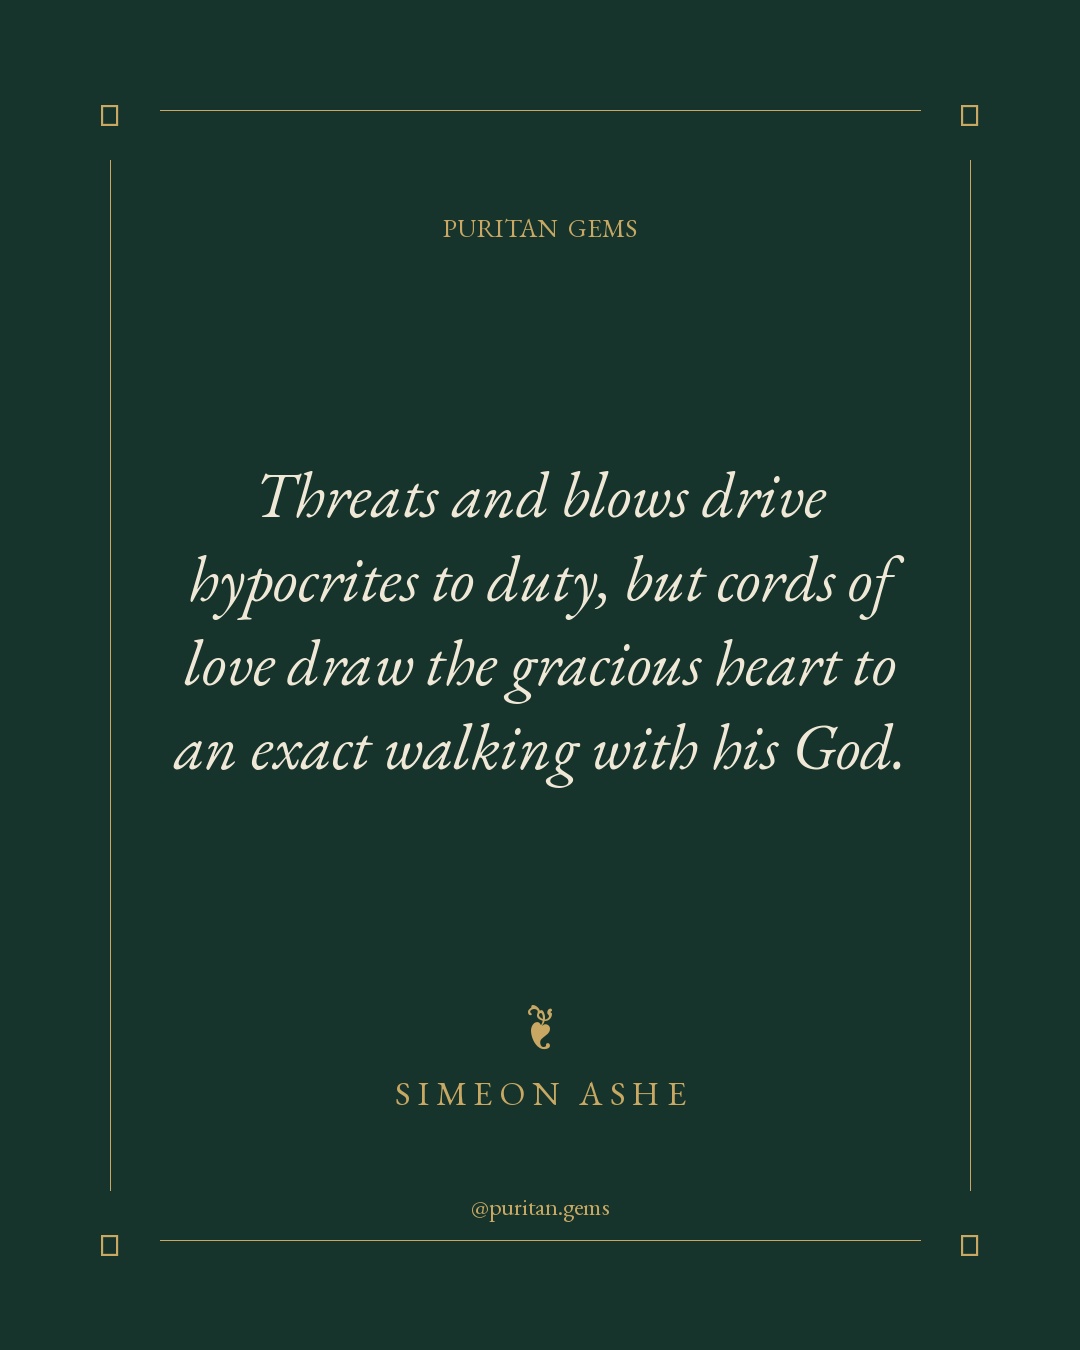 PURITAN GEMS
Threats and blows drive
hypocrites to duty, but cords of
love draw the gracious heart to
an exact walking with his God.
SIMEON ASHE
@puritan.gems